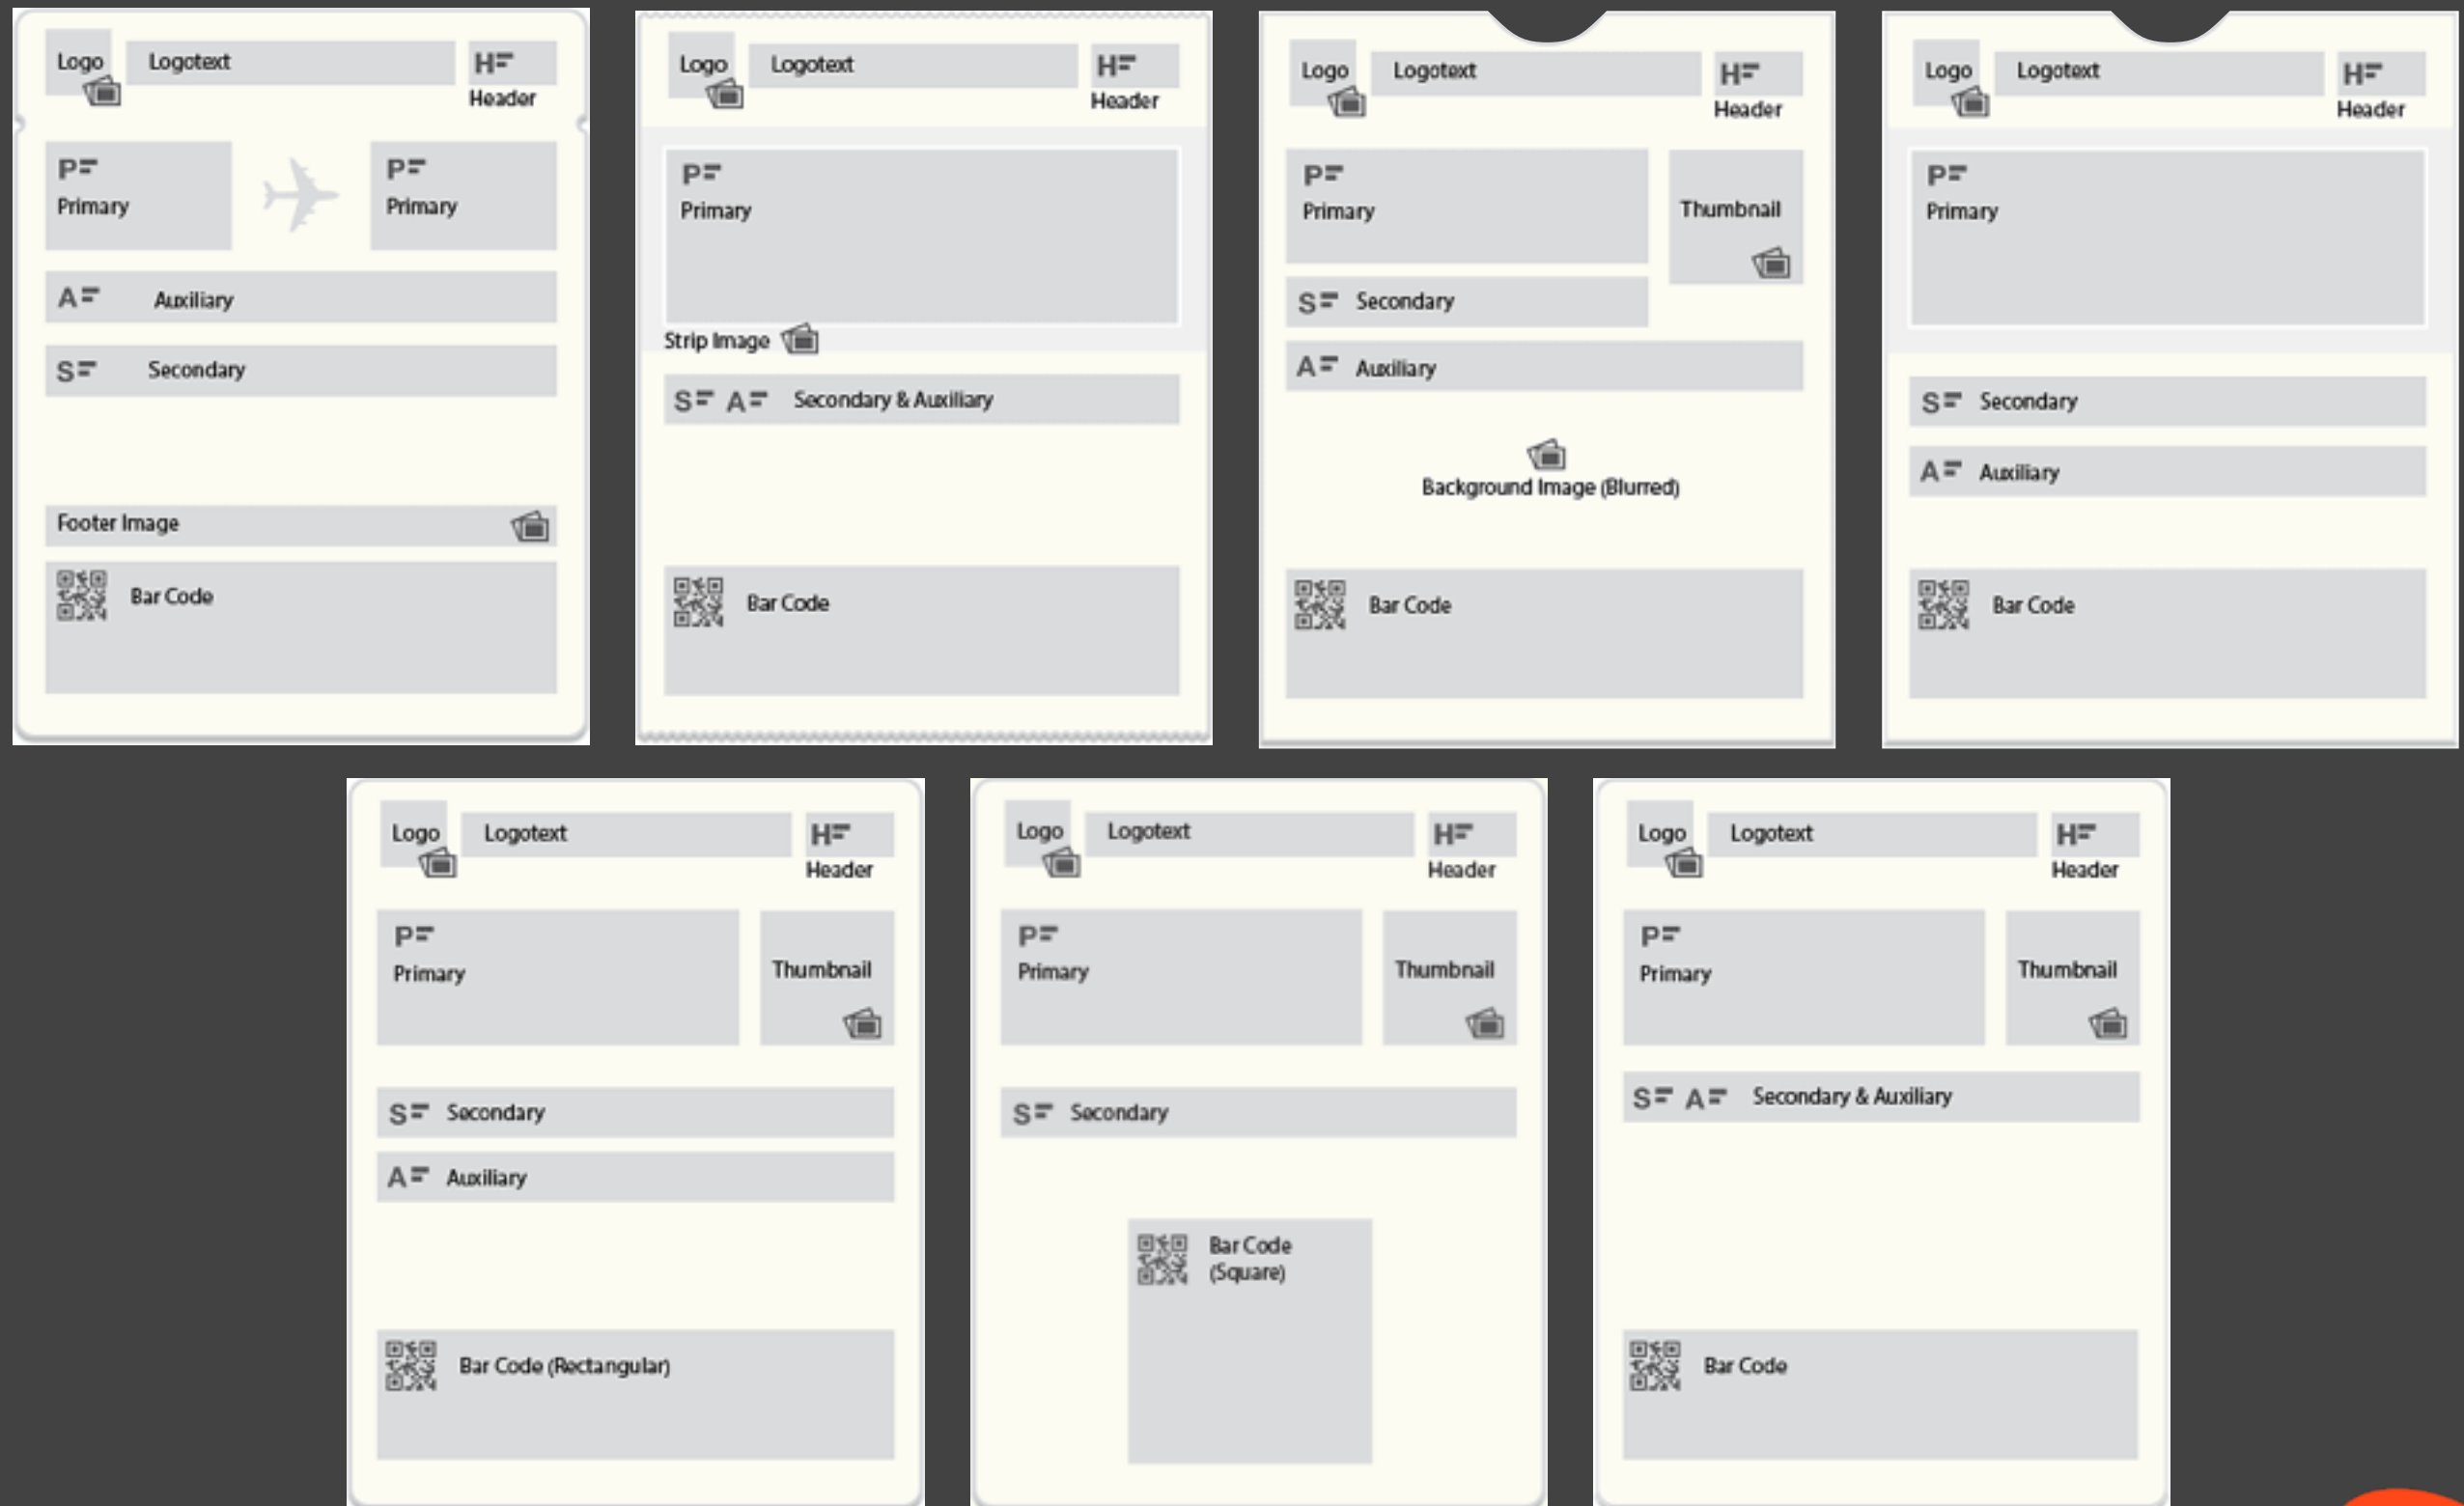 Logo Logotext H
Header
P P
Primary Primary
A Auxiliary
S Secondary
Footer Image
Bar Code
Logo Logotext H
Header
P
Primary
Strip Image
S A Secondary & Auxiliary
Bar Code
Logo Logotext H
Header
P
Primary
Thumbnail
S Secondary
A Auxiliary
Background Image (Blurred)
Bar Code
Logo Logotext H
Header
P
Primary
S Secondary
A Auxiliary
Bar Code
Logo Logotext H
Header
P
Primary
Thumbnail
S Secondary
A Auxiliary
Bar Code (Rectangular)
Logo Logotext H
Header
P
Primary
Thumbnail
S Secondary
Bar Code
(Square)
Logo Logotext H
Header
P
Primary
Thumbnail
S A Secondary & Auxiliary
Bar Code